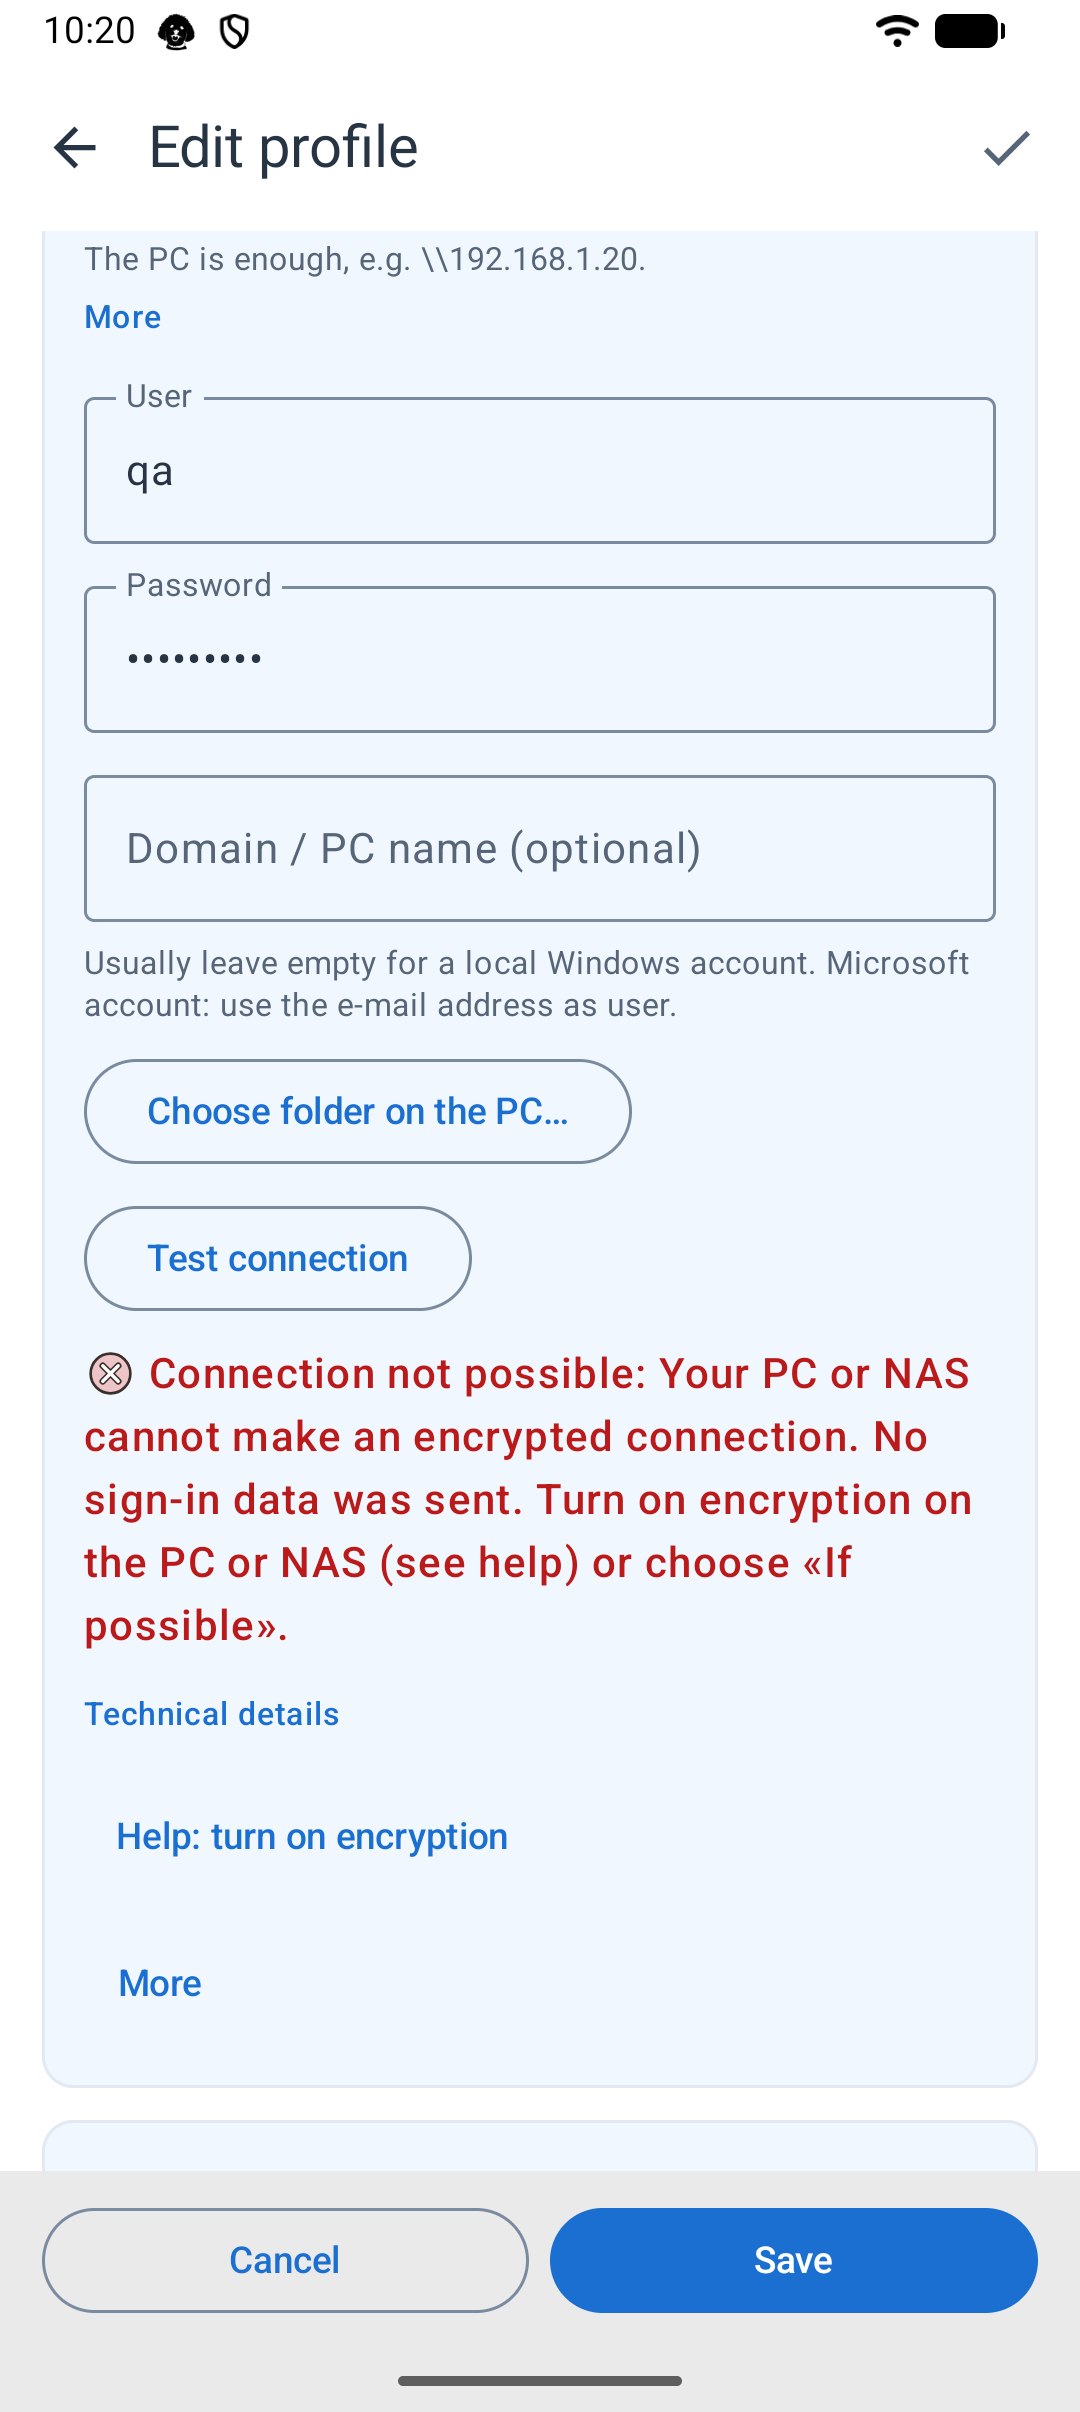 10:20
Edit profile
The PC is enough, e.g. \\192.168.1.20.
More
User
qa
Password
•••••••••
Domain / PC name (optional)
Usually leave empty for a local Windows account. Microsoft
account: use the e-mail address as user.
Choose folder on the PC…
Test connection
Connection not possible: Your PC or NAS
cannot make an encrypted connection. No
sign-in data was sent. Turn on encryption on
the PC or NAS (see help) or choose «If
possible».
Technical details
Help: turn on encryption
More
Cancel
Save